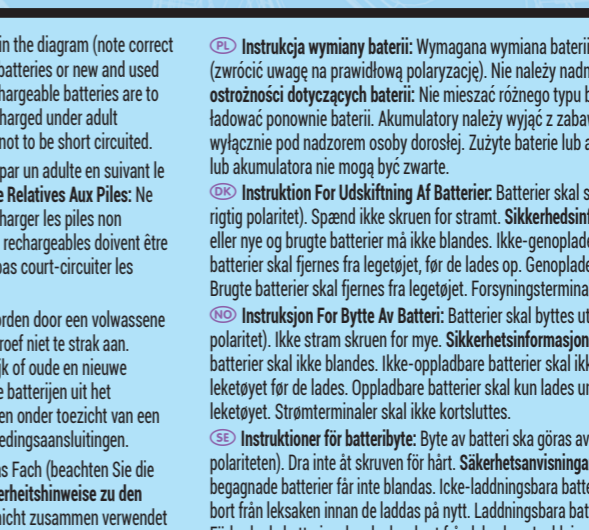 in the diagram (note correct
batteries or new and used
hargeable batteries are to
harged under adult
not to be short circuited.
par un adulte en suivant le
e Relatives Aux Piles: Ne
harger les piles non
rechargeables doivent être
pas court-circuiter les
orden door een volwassene
roef niet te strak aan.
jk of oude en nieuwe
e batterijen uit het
en onder toezicht van een
edingsaansluitingen.
as Fach (beachten Sie die
erheitshinweise zu den
nicht zusammen verwendet
PL Instrukcja wymiany baterii: Wymagana wymiana baterii
(zwrócić uwagę na prawidłową polaryzację). Nie należy nadm
ostrożności dotyczących baterii: Nie mieszać różnego typu b
ładować ponownie baterii. Akumulatory należy wyjąć z zabaw
wyłącznie pod nadzorem osoby dorosłej. Zużyte baterie lub a
lub akumulatora nie mogą być zwarte.
DK Instruktion For Udskiftning Af Batterier: Batterier skal s
rigtig polaritet). Spænd ikke skruen for stramt. Sikkerhedsinf
eller nye og brugte batterier må ikke blandes. Ikke-genoplade
batterier skal fjernes fra legetøjet, før de lades op. Genoplade
Brugte batterier skal fjernes fra legetøjet. Forsyningstermina
NO Instruksjon For Bytte Av Batteri: Batterier skal byttes ut
polaritet). Ikke stram skruen for mye. Sikkerhetsinformasjon
batterier skal ikke blandes. Ikke-oppladbare batterier skal ikk
leketøyet før de lades. Oppladbare batterier skal kun lades un
leketøyet. Strømterminaler skal ikke kortsluttes.
SE Instruktioner för batteribyte: Byte av batteri ska göras av
polariteten). Dra inte åt skruven för hårt. Säkerhetsanvisninga
begagnade batterier får inte blandas. Icke-laddningsbara batte
bort från leksaken innan de laddas på nytt. Laddningsbara bat